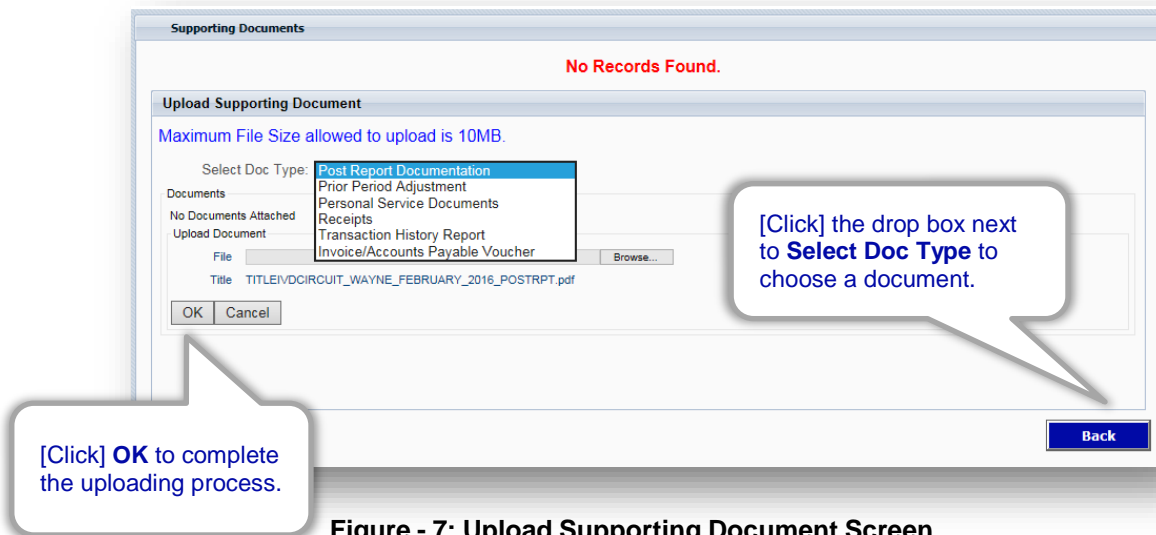 Supporting Documents
No Records Found.
Upload Supporting Document
Maximum File Size allowed to upload is 10MB.
Select Doc Type: Post Report Documentation
Prior Period Adjustment
Personal Service Documents
Receipts
Transaction History Report
Invoice/Accounts Payable Voucher
Documents
No Documents Attached
Upload Document
File Browse...
Title TITLEIVDCIRCUIT_WAYNE_FEBRUARY_2016_POSTRPT.pdf
OK Cancel
[Click] the drop box next
to Select Doc Type to
choose a document.
Back
[Click] OK to complete
the uploading process.
Figure - 7: Upload Supporting Document Screen